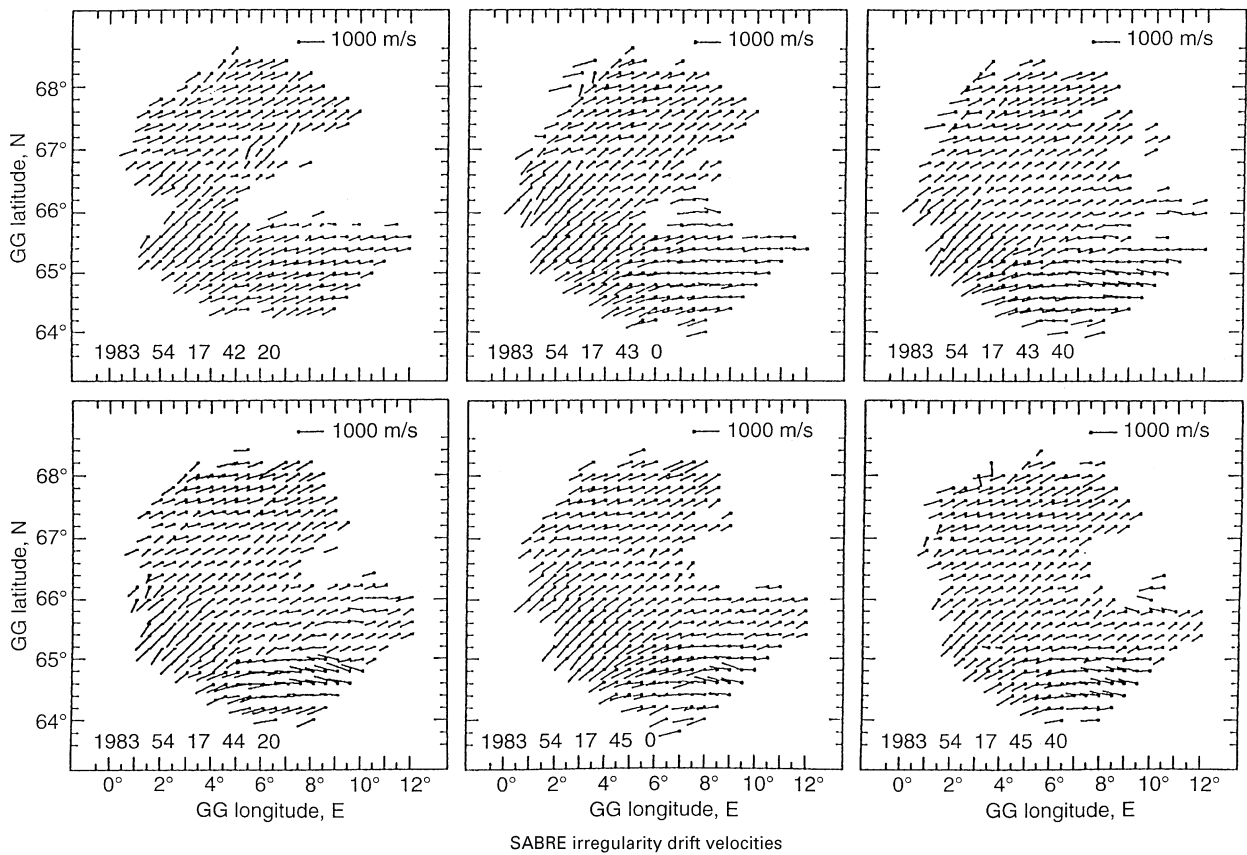 1000 m/s 1000 m/s 1000 m/s
68°
67°
66°
65°
64°
GG latitude, N
1983 54 17 42 20 1983 54 17 43 0 1983 54 17 43 40
1000 m/s 1000 m/s 1000 m/s
68°
67°
66°
65°
64°
GG latitude, N
1983 54 17 44 20 1983 54 17 45 0 1983 54 17 45 40
0° 2° 4° 6° 8° 10° 12° 0° 2° 4° 6° 8° 10° 12° 0° 2° 4° 6° 8° 10° 12°
GG longitude, E GG longitude, E GG longitude, E
SABRE irregularity drift velocities